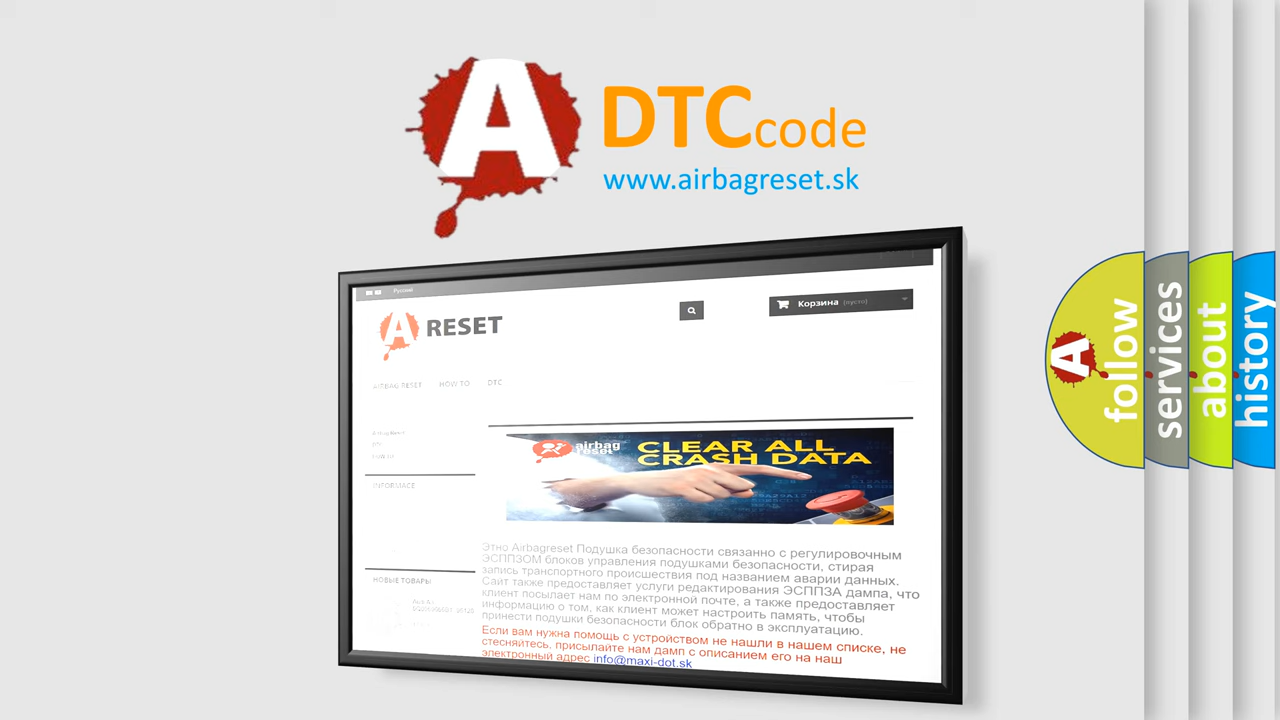 A
DTCcode
www.airbagreset.sk
Русский
Корзина (пусто)
A RESET
AIRBAG RESET HOW TO DTC
INFORMACE
НОВЫЕ ТОВАРЫ
airbag
reset
CLEAR ALL
CRASH DATA
Этно Airbagreset Подушка безопасности связанно с регулировочным
ЭСППЗОМ блоков управления подушками безопасности, стирая
запись транспортного происшествия под названием аварии данных.
Сайт также предоставляет услуги редактирования ЭСППЗА дампа, что
клиент посылает нам по электронной почте, а также предоставляет
информацию о том, как клиент может настроить память, чтобы
принести подушки безопасности блок обратно в эксплуатацию.
Если вам нужна помощь с устройством не нашли в нашем списке, не
стесняйтесь, присылайте нам дамп с описанием его на наш
электронный адрес info@maxi-dot.sk
A
follow
services
about
history